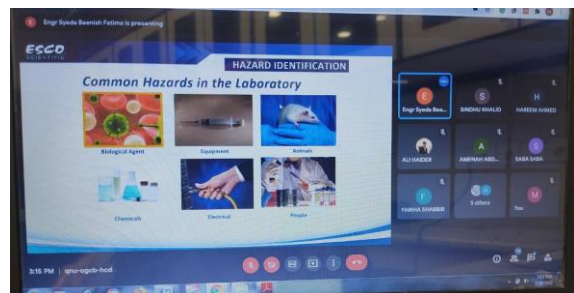 E Engr Syeda Beenish Fatima is presenting
ESCO
SCIENTIFIC
HAZARD IDENTIFICATION
Common Hazards in the Laboratory
Biological Agent
Equipment
Animals
Chemicals
Electrical
People
E
Engr Syeda Bee...
S
SINDHU KHALID
H
HAREEM AHMED
ALI HAIDER
A
AMENAH ABD...
S
SABA SABA
F
FARIHA SHABBIR
5 others
M
You
3:15 PM | qnu-ogcb-hcd